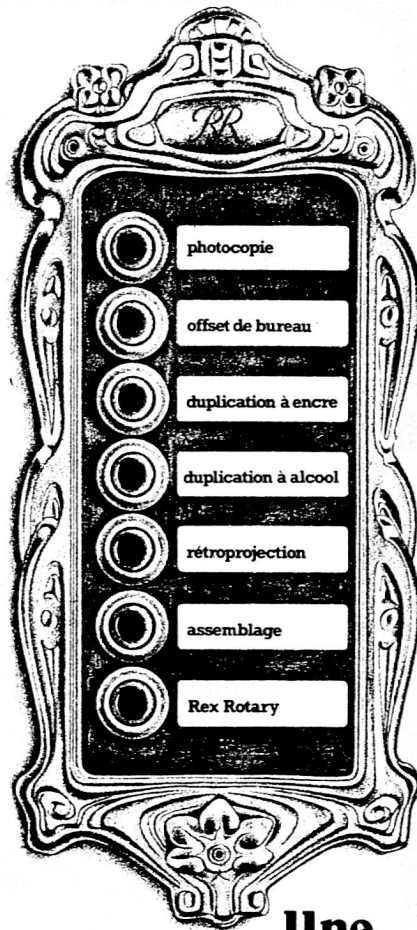 RR
photocopie
offset de bureau
duplication à encre
duplication à alcool
rétroprojection
assemblage
Rex Rotary
Une